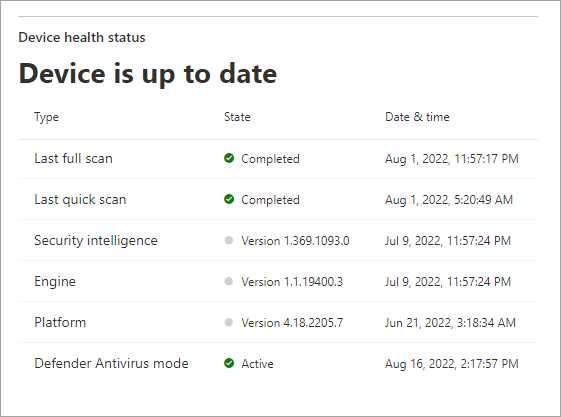 Device health status
Device is up to date
Type State Date & time
Last full scan Completed Aug 1, 2022, 11:57:17 PM
Last quick scan Completed Aug 1, 2022, 5:20:49 AM
Security intelligence Version 1.369.1093.0 Jul 9, 2022, 11:57:24 PM
Engine Version 1.1.19400.3 Jul 9, 2022, 11:57:24 PM
Platform Version 4.18.2205.7 Jun 21, 2022, 3:18:34 AM
Defender Antivirus mode Active Aug 16, 2022, 2:17:57 PM